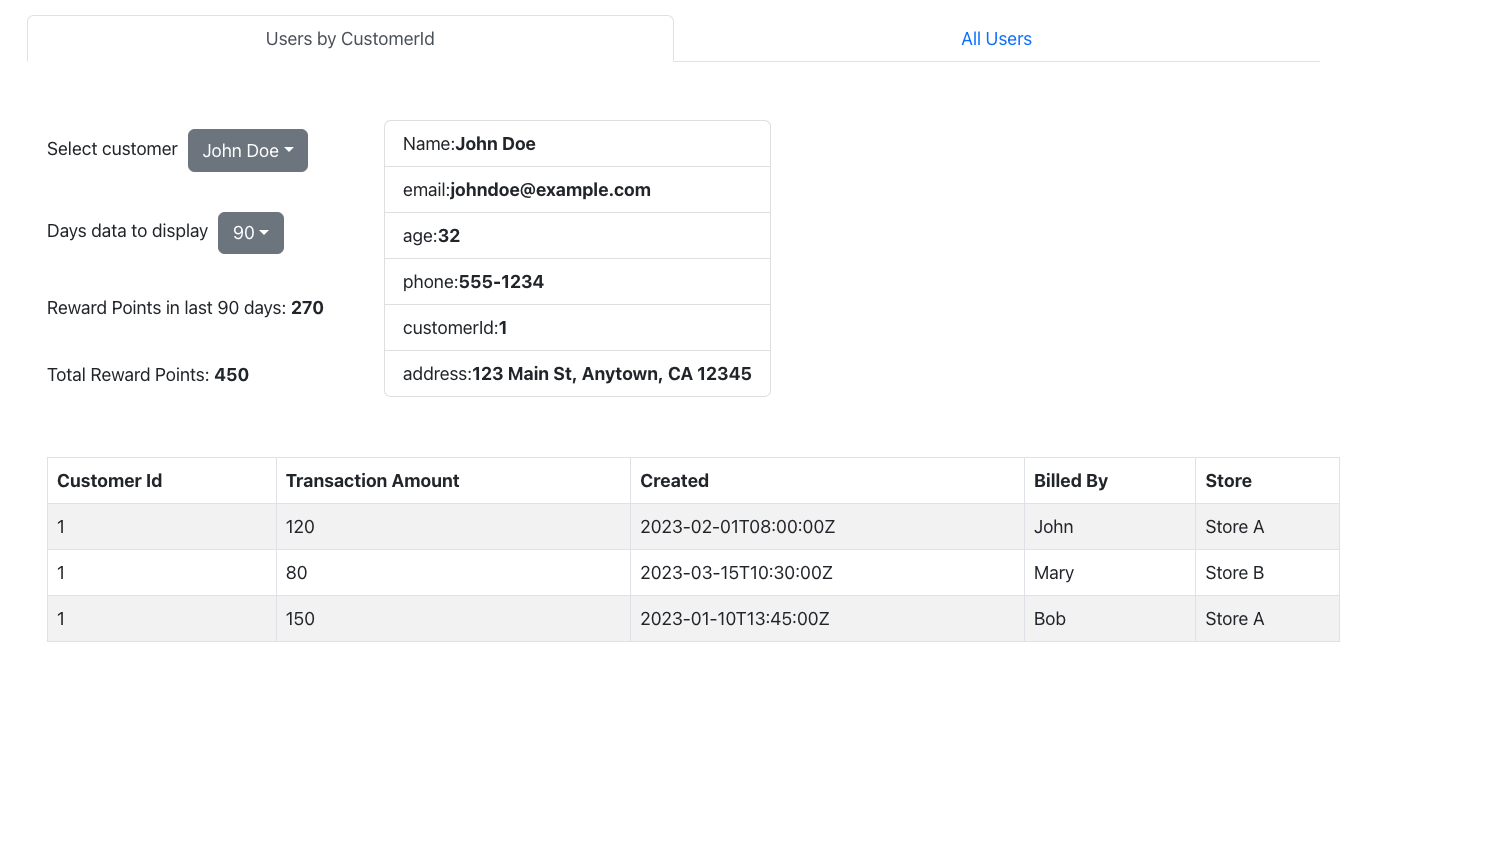 Users by CustomerId All Users
Select customer John Doe
Days data to display 90
Reward Points in last 90 days: 270
Total Reward Points: 450
Name:John Doe
email:johndoe@example.com
age:32
phone:555-1234
customerId:1
address:123 Main St, Anytown, CA 12345
Customer Id Transaction Amount Created Billed By Store
1 120 2023-02-01T08:00:00Z John Store A
1 80 2023-03-15T10:30:00Z Mary Store B
1 150 2023-01-10T13:45:00Z Bob Store A